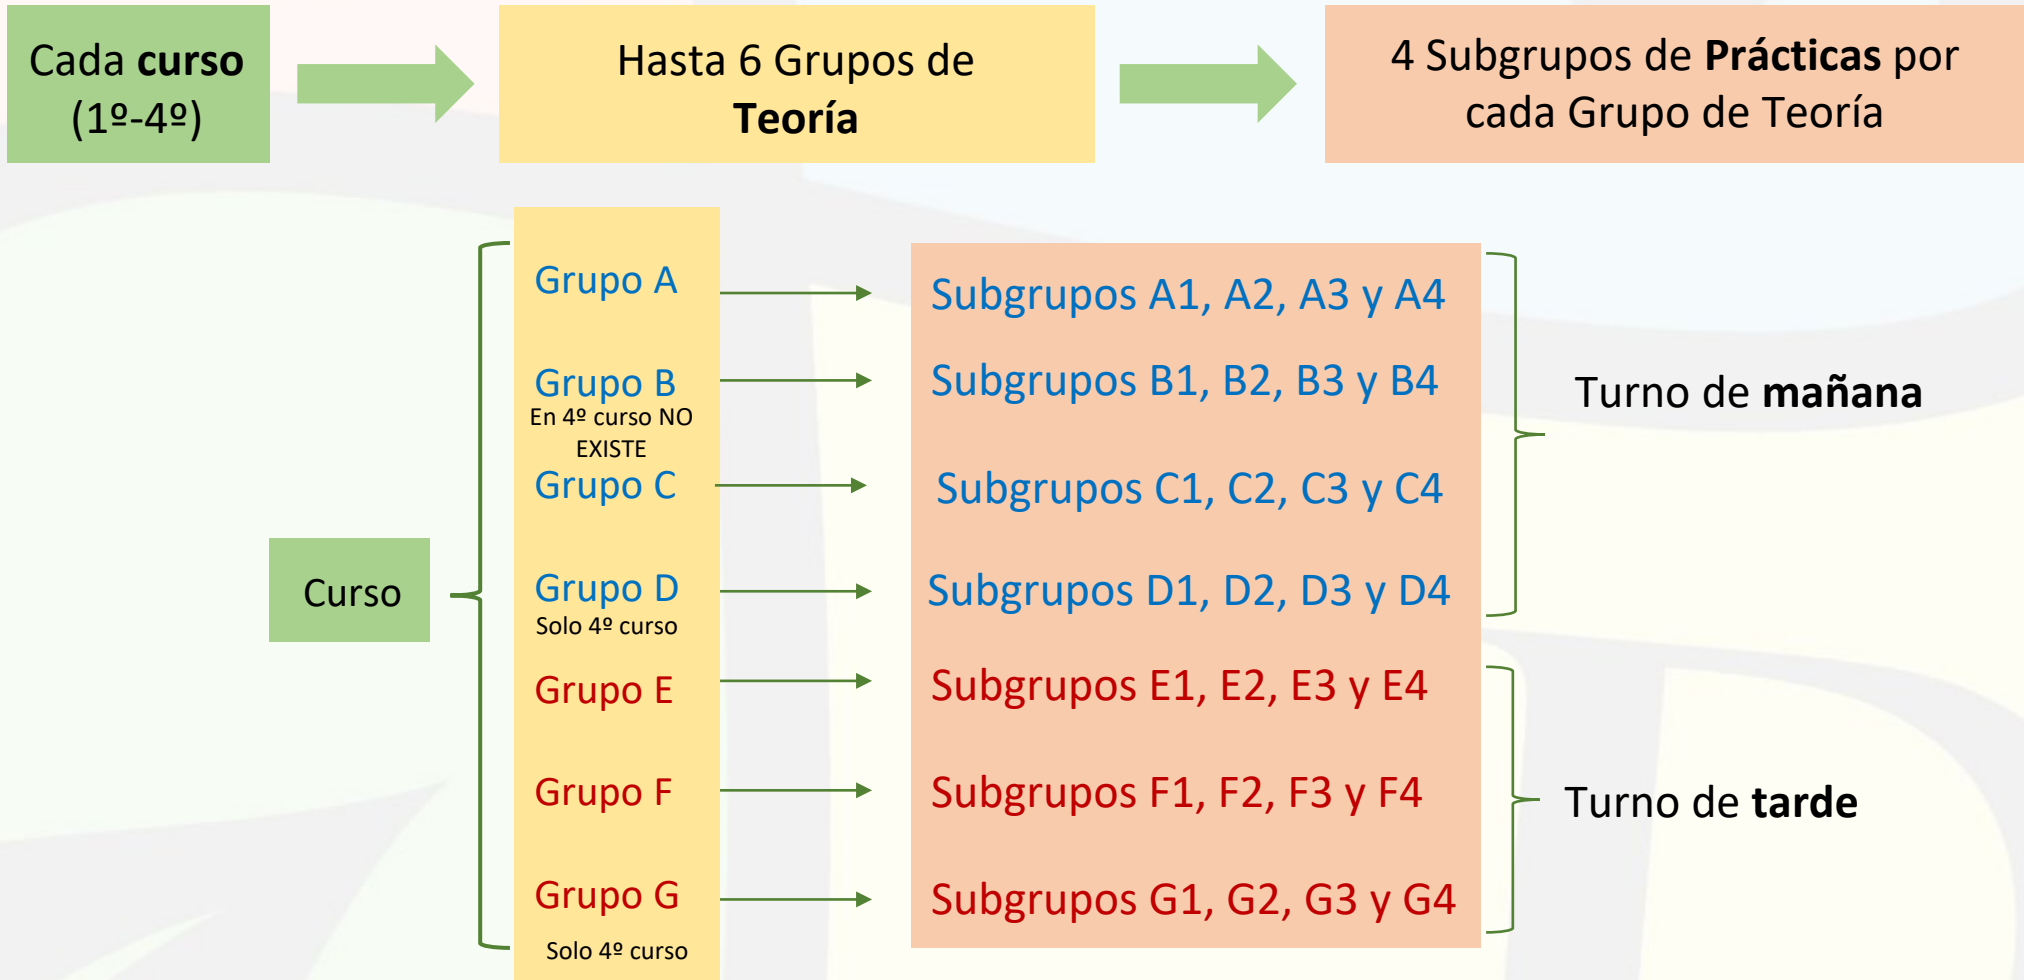 Cada curso
(1º-4º)
Hasta 6 Grupos de
Teoría
4 Subgrupos de Prácticas por
cada Grupo de Teoría
Curso
Grupo A
Subgrupos A1, A2, A3 y A4
Grupo B
En 4º curso NO
EXISTE
Subgrupos B1, B2, B3 y B4
Grupo C
Subgrupos C1, C2, C3 y C4
Grupo D
Solo 4º curso
Subgrupos D1, D2, D3 y D4
Turno de mañana
Grupo E
Subgrupos E1, E2, E3 y E4
Grupo F
Subgrupos F1, F2, F3 y F4
Grupo G
Solo 4º curso
Subgrupos G1, G2, G3 y G4
Turno de tarde